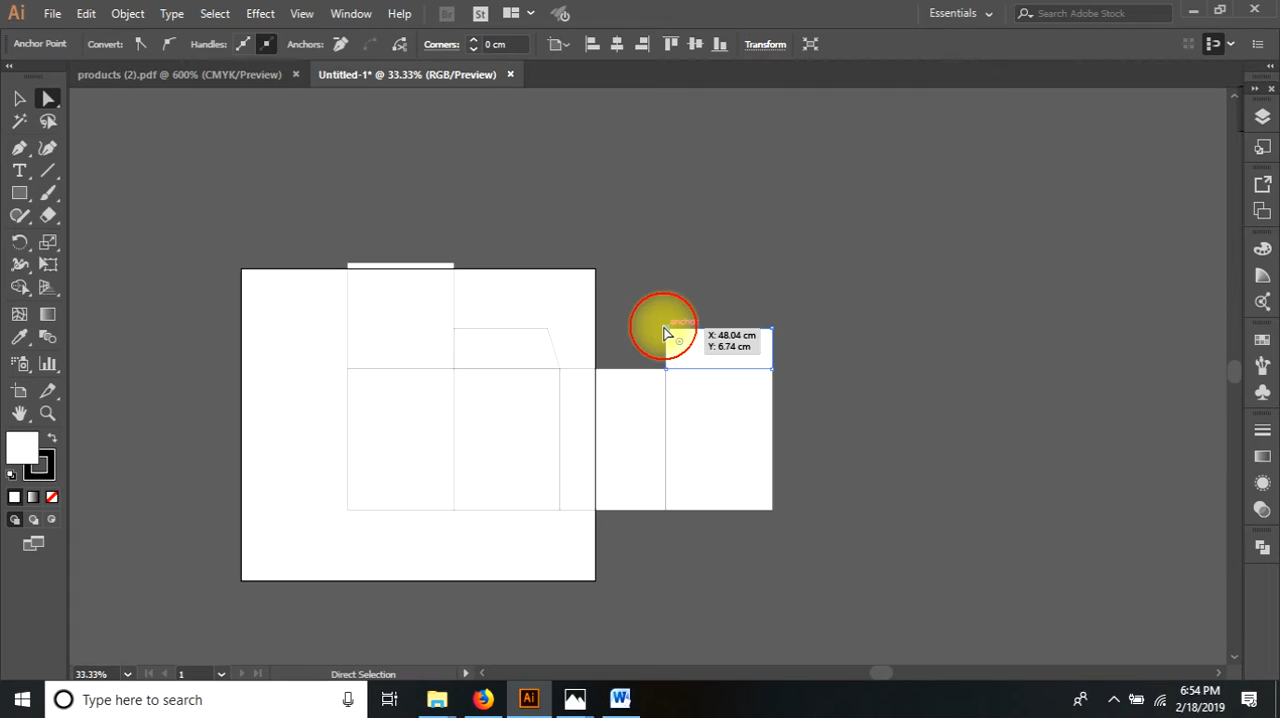 Ai File Edit Object Type Select Effect View Window Help Br St Essentials Search Adobe Stock
Anchor Point Convert: Handles: Anchors: Corners: 0 cm Transform
products (2).pdf @ 600% (CMYK/Preview) × Untitled-1* @ 33.33% (RGB/Preview) ×
anchor
X: 48.04 cm
Y: 6.74 cm
33.33% 1 Direct Selection
Type here to search Ai W 6:54 PM
2/18/2019